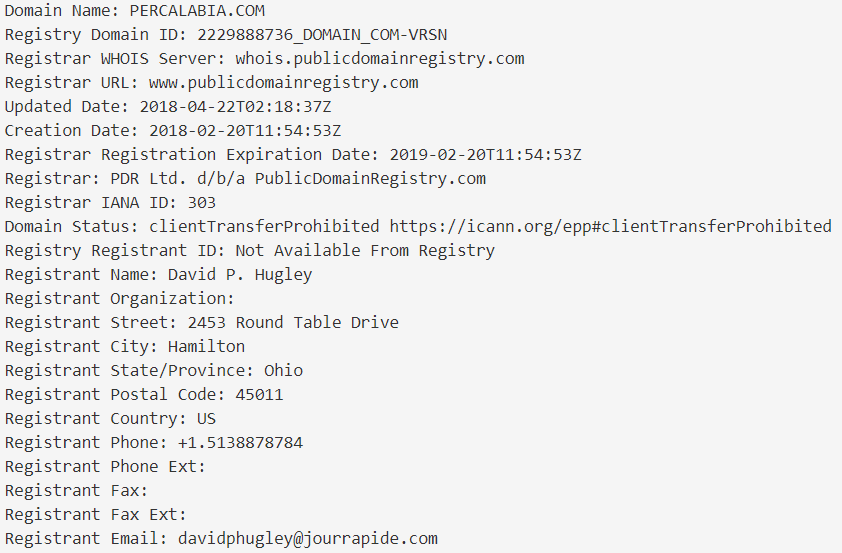 Domain Name: PERCALABIA.COM
Registry Domain ID: 2229888736_DOMAIN_COM-VRSN
Registrar WHOIS Server: whois.publicdomainregistry.com
Registrar URL: www.publicdomainregistry.com
Updated Date: 2018-04-22T02:18:37Z
Creation Date: 2018-02-20T11:54:53Z
Registrar Registration Expiration Date: 2019-02-20T11:54:53Z
Registrar: PDR Ltd. d/b/a PublicDomainRegistry.com
Registrar IANA ID: 303
Domain Status: clientTransferProhibited https://icann.org/epp#clientTransferProhibited
Registry Registrant ID: Not Available From Registry
Registrant Name: David P. Hugley
Registrant Organization:
Registrant Street: 2453 Round Table Drive
Registrant City: Hamilton
Registrant State/Province: Ohio
Registrant Postal Code: 45011
Registrant Country: US
Registrant Phone: +1.5138878784
Registrant Phone Ext:
Registrant Fax:
Registrant Fax Ext:
Registrant Email: davidphugley@jourrapide.com